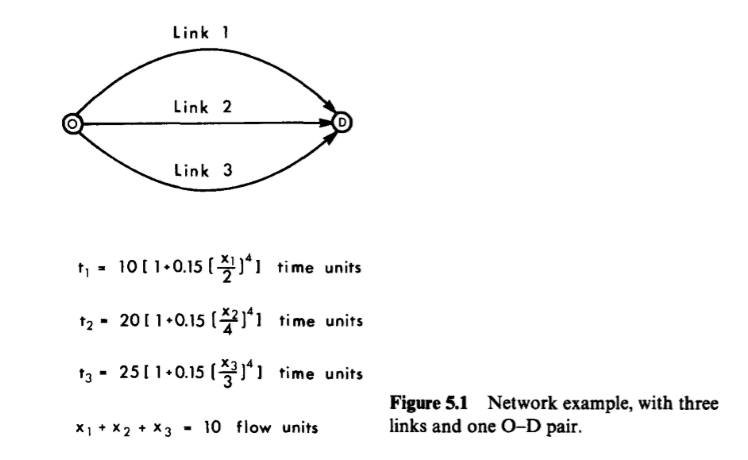 Link 1
Link 2
O
D
Link 3
t₁ = 10 [ 1+0.15 [x₁/2]⁴ ] time units
t₂ = 20 [ 1+0.15 [x₂/4]⁴ ] time units
t₃ = 25 [ 1+0.15 [x₃/3]⁴ ] time units
x₁ + x₂ + x₃ = 10 flow units
Figure 5.1 Network example, with three
links and one O–D pair.